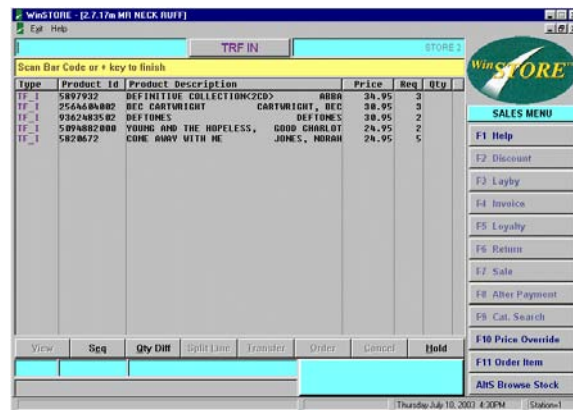 WinSTORE - [2.7.17m MR NECK RUFF]
Exit Help
TRF IN
STORE 2
Scan Bar Code or + key to finish
Type Product Id Product Description Price Req Qty
TF_I 5897932 DEFINITIVE COLLECTION<2CD> ABBA 34.95 3
TF_I 2564604002 BEC CARTWRIGHT CARTWRIGHT, BEC 30.95 3
TF_I 9362483502 DEFTONES DEFTONES 30.95 2
TF_I 5094882000 YOUNG AND THE HOPELESS, GOOD CHARLOT 24.95 2
TF_I 5820672 COME AWAY WITH ME JONES, NORAH 24.95 5
Win STORE
SALES MENU
F1 Help
F2 Discount
F3 Layby
F4 Invoice
F5 Loyalty
F6 Return
F7 Sale
F8 Alter Payment
F9 Cat. Search
F10 Price Override
F11 Order Item
AltS Browse Stock
View Seq Qty Diff Split Line Transfer Order Cancel Hold
Thursday July 10, 2003 4:30PM Station=1